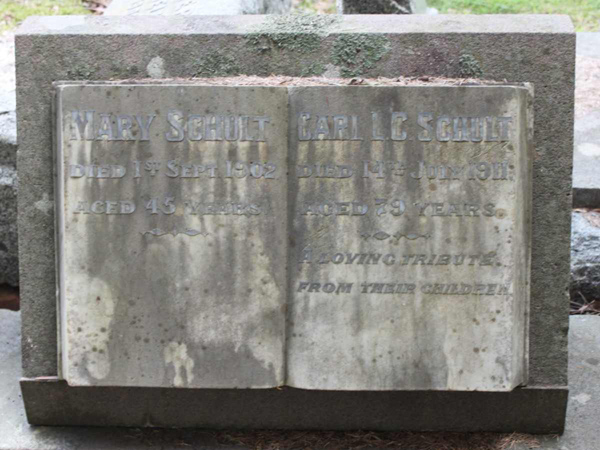 MARY SCHULT
DIED 1ST SEPT. 1902
AGED 45 YEARS.
CARL I.C. SCHULT
DIED 14TH JULY 1911.
AGED 79 YEARS.
A LOVING TRIBUTE
FROM THEIR CHILDREN.